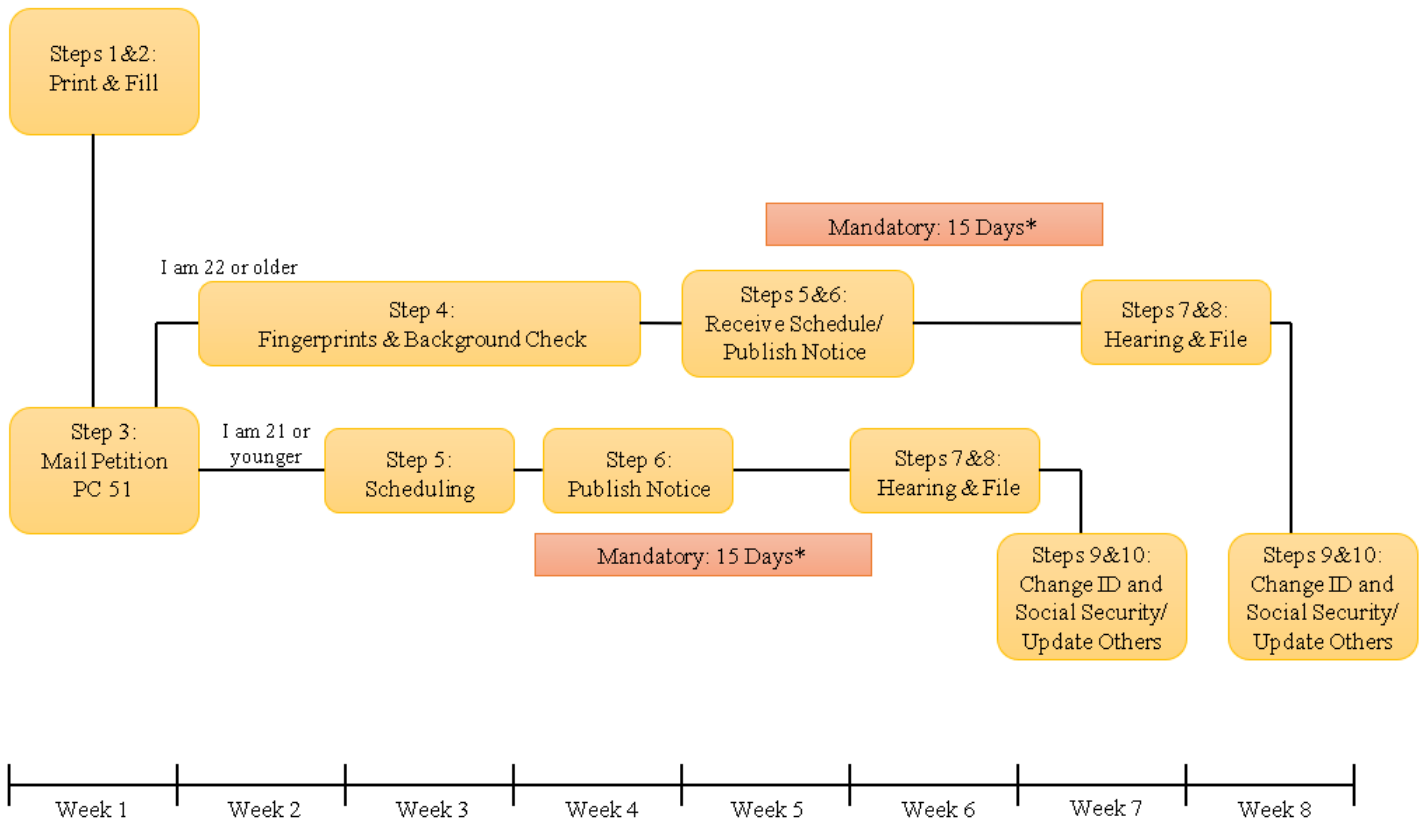 Steps 1&2:
Print & Fill
Mandatory: 15 Days*
I am 22 or older
Step 4:
Fingerprints & Background Check
Steps 5&6:
Receive Schedule/
Publish Notice
Steps 7&8:
Hearing & File
Step 3:
Mail Petition
PC 51
I am 21 or
younger
Step 5:
Scheduling
Step 6:
Publish Notice
Steps 7&8:
Hearing & File
Mandatory: 15 Days*
Steps 9&10:
Change ID and
Social Security/
Update Others
Steps 9&10:
Change ID and
Social Security/
Update Others
Week 1
Week 2
Week 3
Week 4
Week 5
Week 6
Week 7
Week 8